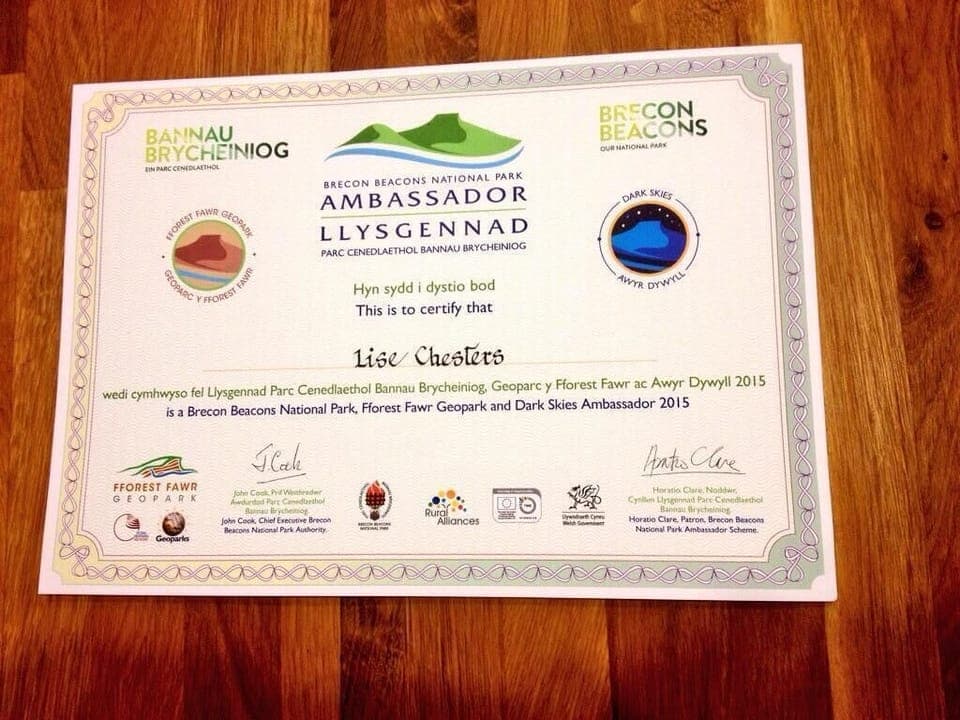 BANNAU
BRYCHEINIOG
EIN PARC CENEDLAETHOL
BRECON BEACONS NATIONAL PARK
AMBASSADOR
LLYSGENNAD
PARC CENEDLAETHOL BANNAU BRYCHEINIOG
BRECON
BEACONS
OUR NATIONAL PARK
FFOREST FAWR GEOPARK
GEOPARC Y FFOREST FAWR
DARK SKIES
AWYR DYWYLL
Hyn sydd i dystio bod
This is to certify that
Lise Chesters
wedi cymhwyso fel Llysgennad Parc Cenedlaethol Bannau Brycheiniog, Geoparc y Fforest Fawr ac Awyr Dywyll 2015
is a Brecon Beacons National Park, Fforest Fawr Geopark and Dark Skies Ambassador 2015
FFOREST FAWR
GEOPARK
Geoparks
J. Cook
John Cook, Prif Weithredwr
Awdurdod Parc Cenedlaethol
Bannau Brycheiniog.
John Cook, Chief Executive Brecon
Beacons National Park Authority.
BRECON BEACONS
NATIONAL PARK
Rural
Alliances
Llywodraeth Cymru
Welsh Government
Horatio Clare
Horatio Clare, Noddwr,
Cynllun Llysgennad Parc Cenedlaethol
Bannau Brycheiniog.
Horatio Clare, Patron, Brecon Beacons
National Park Ambassador Scheme.